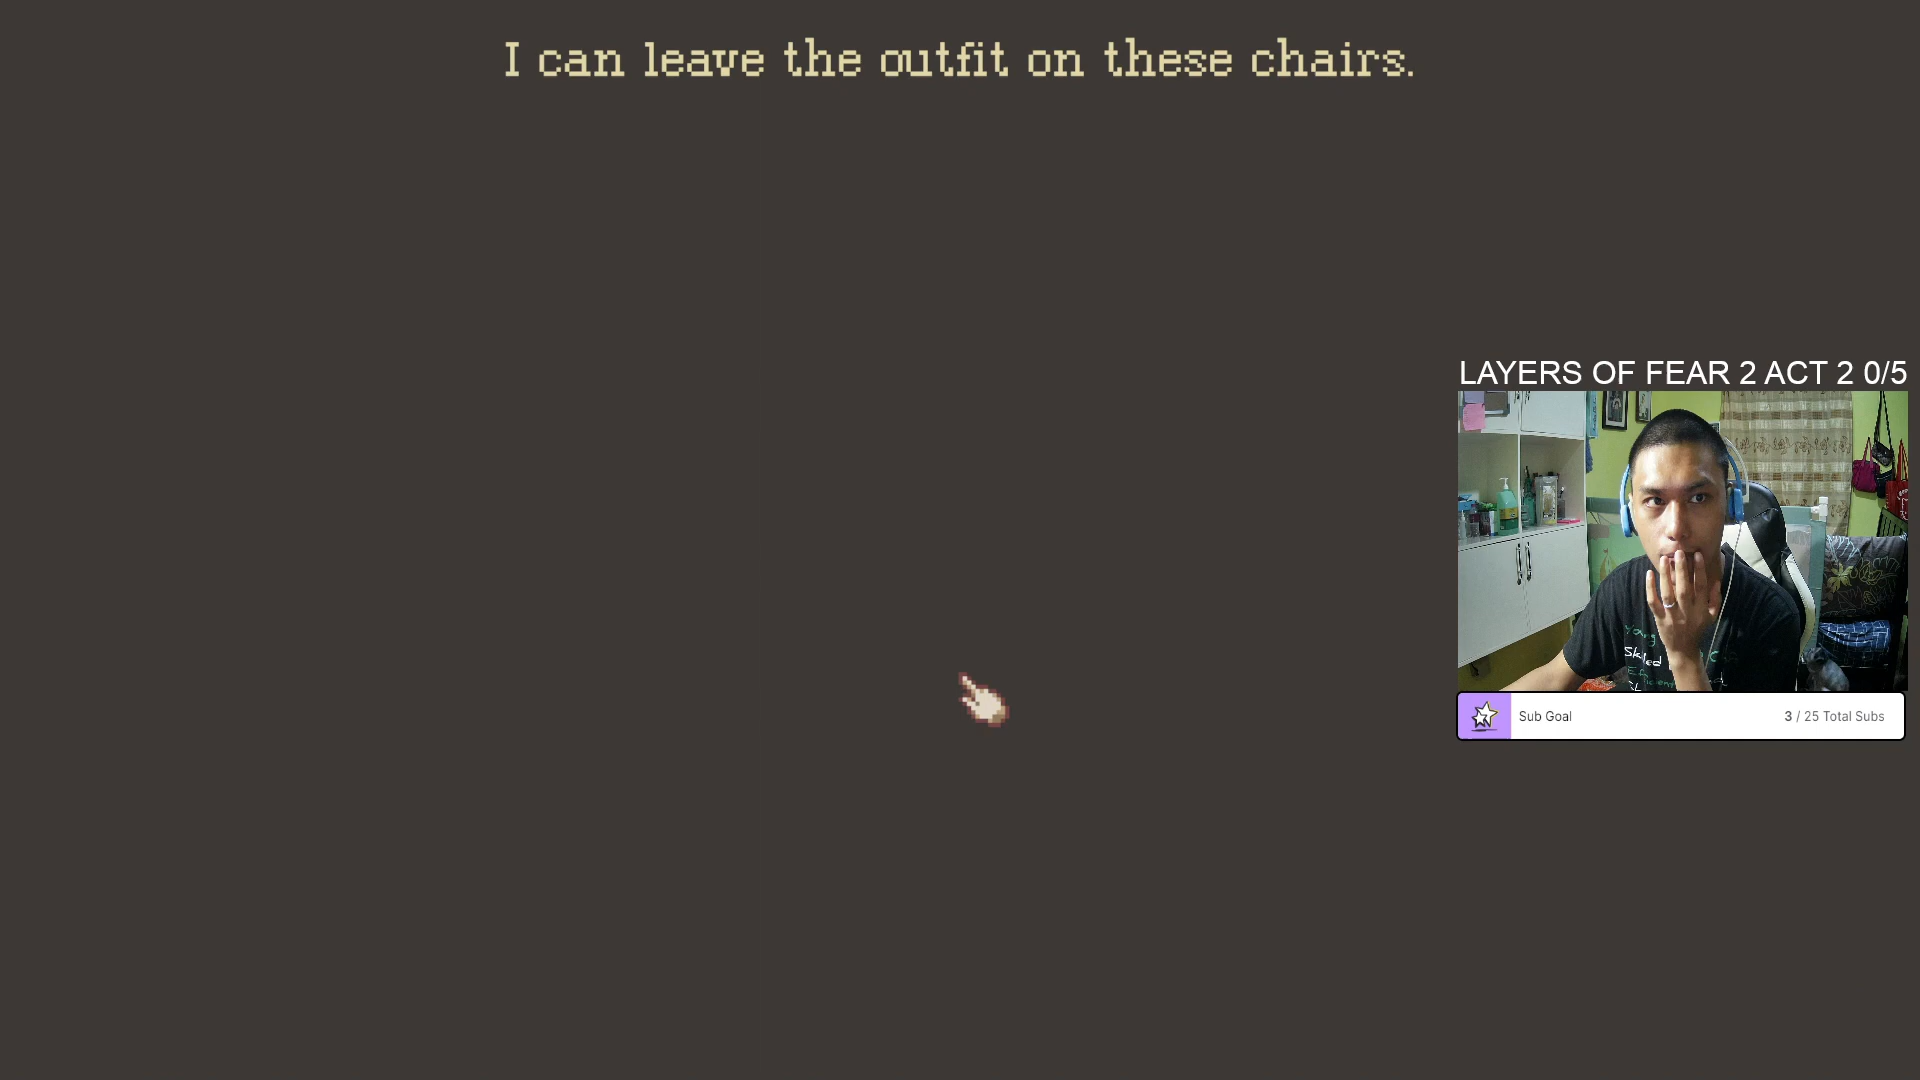 I can leave the outfit on these chairs.
LAYERS OF FEAR 2 ACT 2 0/5
Young
Sub Goal
3 / 25 Total Subs